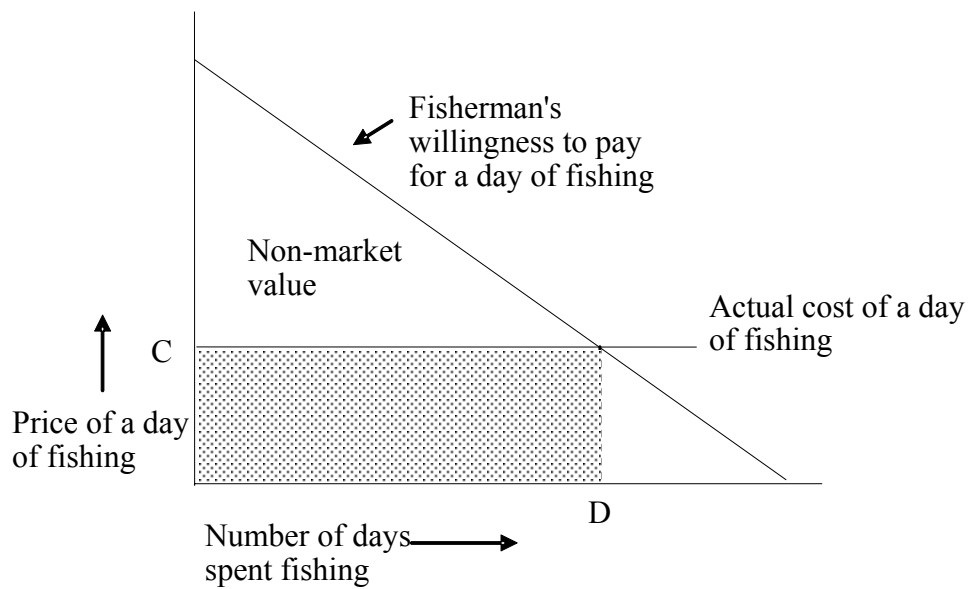 Fisherman's
willingness to pay
for a day of fishing
Non-market
value
Actual cost of a day
of fishing
C
Price of a day
of fishing
D
Number of days
spent fishing